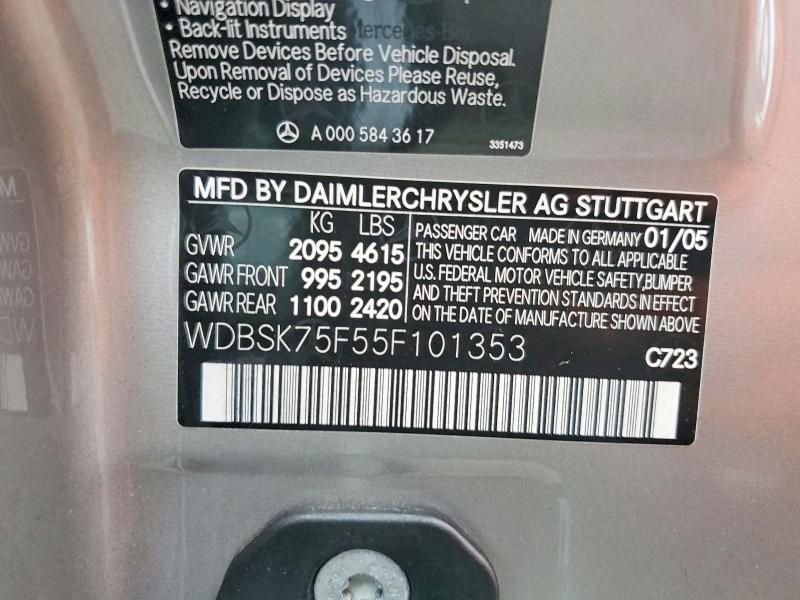 • Navigation Display
• Back-lit Instruments
Remove Devices Before Vehicle Disposal.
Upon Removal of Devices Please Reuse,
Recycle or Dispose as Hazardous Waste.
A 000 584 36 17
3351473
MFD BY DAIMLERCHRYSLER AG STUTTGART
KG LBS
GVWR 2095 4615
GAWR FRONT 995 2195
GAWR REAR 1100 2420
PASSENGER CAR MADE IN GERMANY 01/05
THIS VEHICLE CONFORMS TO ALL APPLICABLE
U.S. FEDERAL MOTOR VEHICLE SAFETY, BUMPER
AND THEFT PREVENTION STANDARDS IN EFFECT
ON THE DATE OF MANUFACTURE SHOWN ABOVE
WDBSK75F55F101353
C723